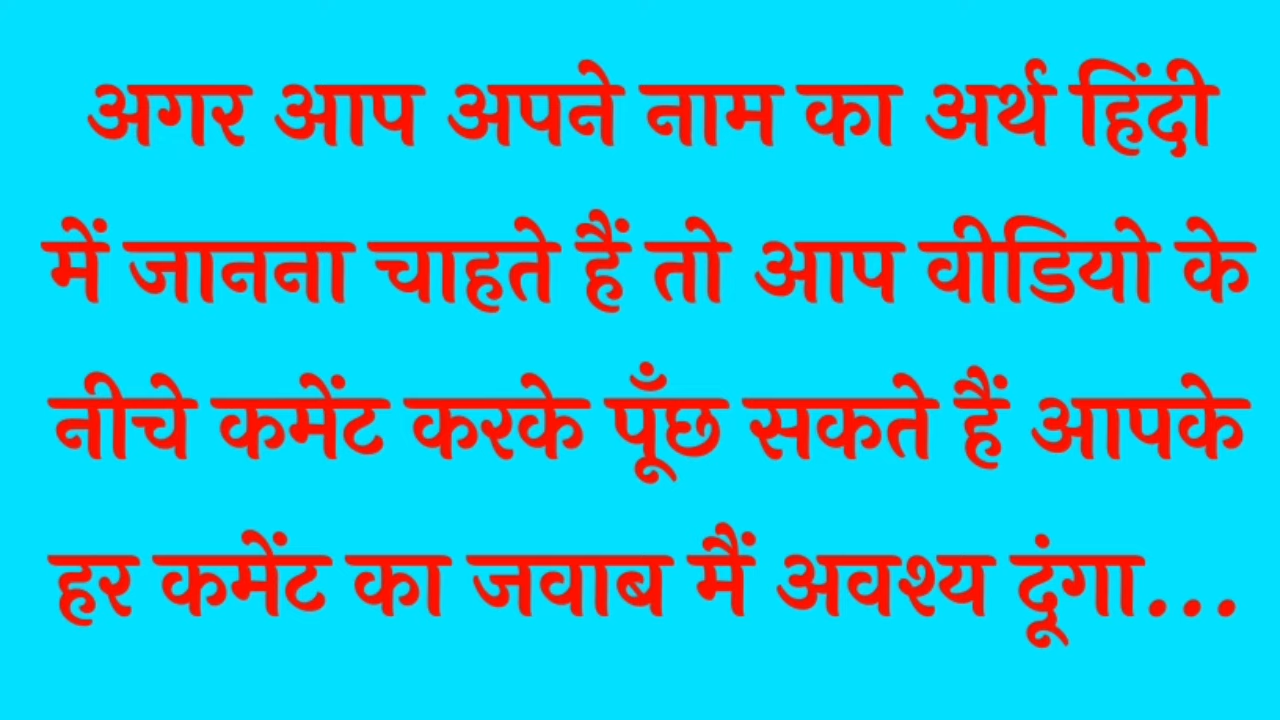 अगर आप अपने नाम का अर्थ हिंदी
में जानना चाहते हैं तो आप वीडियो के
नीचे कमेंट करके पूँछ सकते हैं आपके
हर कमेंट का जवाब मैं अवश्य दूंगा...